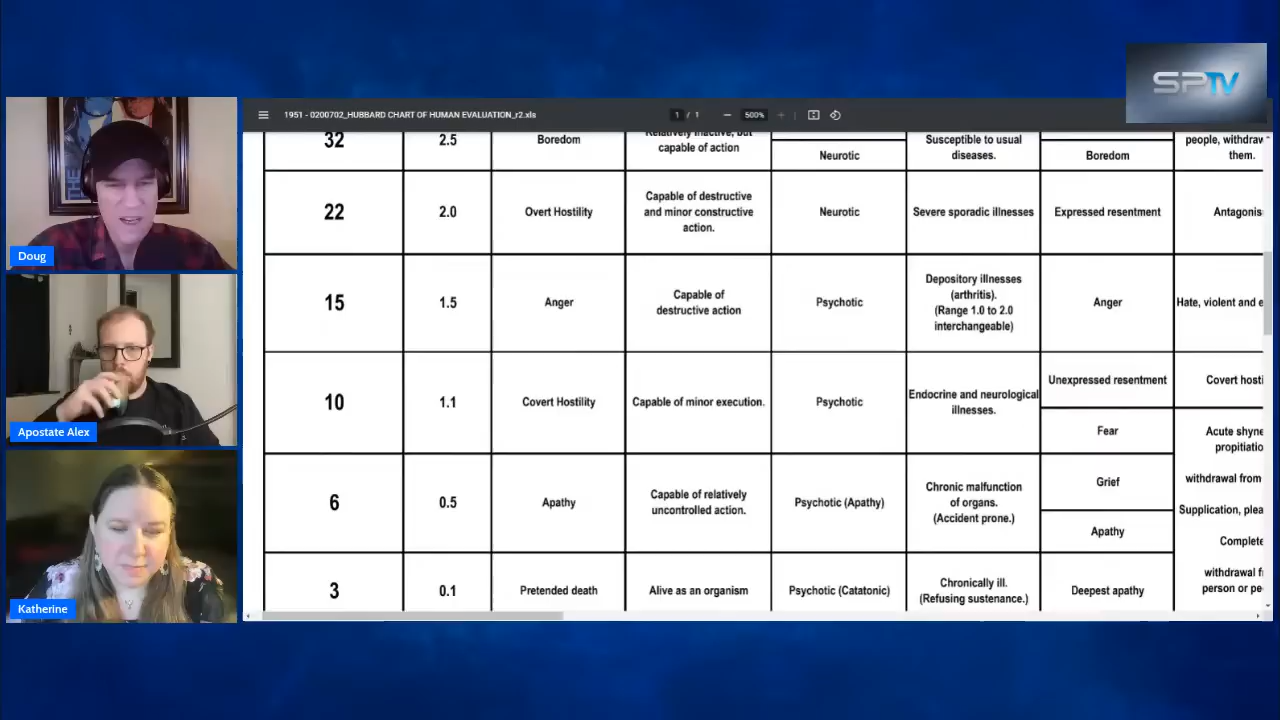 SPTV
1951 - 0200702_HUBBARD CHART OF HUMAN EVALUATION_r2.xls
1 / 1
500%
32
2.5
Boredom
Relatively inactive, but
capable of action
Neurotic
Susceptible to usual
diseases.
Boredom
people, withdraw
them.
22
2.0
Overt Hostility
Capable of destructive
and minor constructive
action.
Neurotic
Severe sporadic illnesses
Expressed resentment
Antagonis
15
1.5
Anger
Capable of
destructive action
Psychotic
Depository illnesses
(arthritis).
(Range 1.0 to 2.0
interchangeable)
Anger
Hate, violent and e
10
1.1
Covert Hostility
Capable of minor execution.
Psychotic
Endocrine and neurological
illnesses.
Unexpressed resentment
Covert hosti
Fear
Acute shyne
propitiatio
withdrawal from
6
0.5
Apathy
Capable of relatively
uncontrolled action.
Psychotic (Apathy)
Chronic malfunction
of organs.
(Accident prone.)
Grief
Apathy
Supplication, plea
Complete
3
0.1
Pretended death
Alive as an organism
Psychotic (Catatonic)
Chronically ill.
(Refusing sustenance.)
Deepest apathy
withdrawal f
person or pe
Doug
Apostate Alex
Katherine